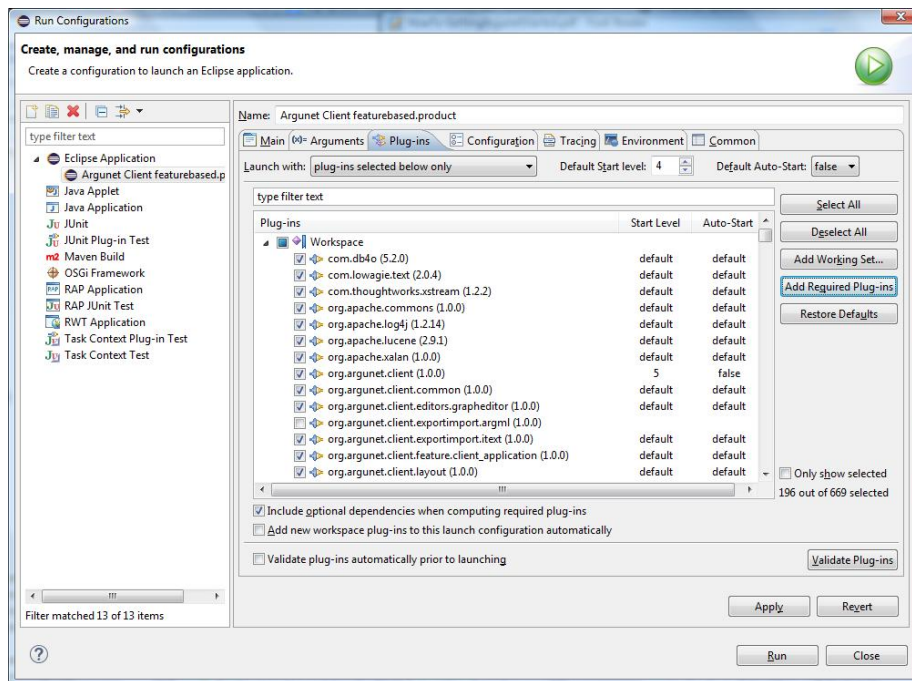 Run Configurations
Create, manage, and run configurations
Create a configuration to launch an Eclipse application.
type filter text
Eclipse Application
Argunet Client featurebased.p
Java Applet
Java Application
Ju JUnit
JUnit Plug-in Test
m2 Maven Build
OSGi Framework
RAP RAP Application
RAP JUnit Test
RWT Application
Task Context Plug-in Test
Ju Task Context Test
Filter matched 13 of 13 items
Name: Argunet Client featurebased.product
Main (x)= Arguments Plug-ins Configuration Tracing Environment Common
Launch with: plug-ins selected below only Default Start level: 4 Default Auto-Start: false
type filter text
Plug-ins Start Level Auto-Start
Workspace
com.db4o (5.2.0) default default
com.lowagie.text (2.0.4) default default
com.thoughtworks.xstream (1.2.2) default default
org.apache.commons (1.0.0) default default
org.apache.log4j (1.2.14) default default
org.apache.lucene (2.9.1) default default
org.apache.xalan (1.0.0) default default
org.argunet.client (1.0.0) 5 false
org.argunet.client.common (1.0.0) default default
org.argunet.client.editors.grapheditor (1.0.0) default default
org.argunet.client.exportimport.argml (1.0.0)
org.argunet.client.exportimport.itext (1.0.0) default default
org.argunet.client.feature.client_application (1.0.0) default default
org.argunet.client.layout (1.0.0) default default
Select All
Deselect All
Add Working Set...
Add Required Plug-ins
Restore Defaults
Only show selected
196 out of 669 selected
Include optional dependencies when computing required plug-ins
Add new workspace plug-ins to this launch configuration automatically
Validate plug-ins automatically prior to launching
Validate Plug-ins
Apply Revert
Run Close